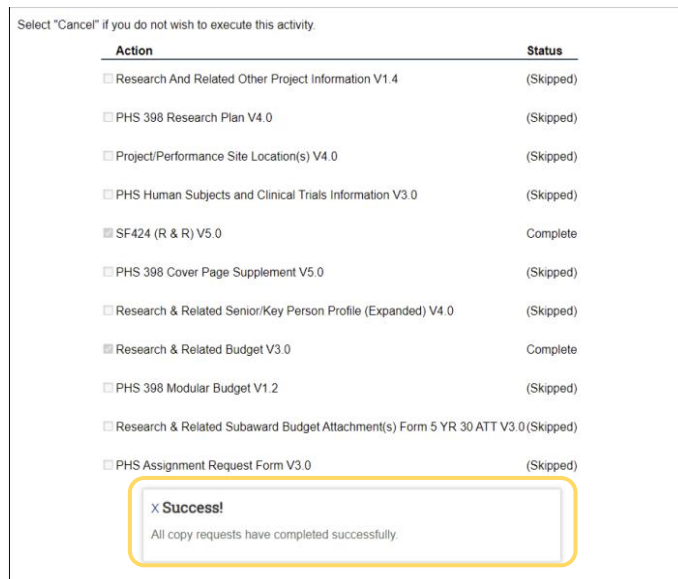 Select "Cancel" if you do not wish to execute this activity.
Action Status
Research And Related Other Project Information V1.4 (Skipped)
PHS 398 Research Plan V4.0 (Skipped)
Project/Performance Site Location(s) V4.0 (Skipped)
PHS Human Subjects and Clinical Trials Information V3.0 (Skipped)
SF424 (R & R) V5.0 Complete
PHS 398 Cover Page Supplement V5.0 (Skipped)
Research & Related Senior/Key Person Profile (Expanded) V4.0 (Skipped)
Research & Related Budget V3.0 Complete
PHS 398 Modular Budget V1.2 (Skipped)
Research & Related Subaward Budget Attachment(s) Form 5 YR 30 ATT V3.0 (Skipped)
PHS Assignment Request Form V3.0 (Skipped)
X Success!
All copy requests have completed successfully.